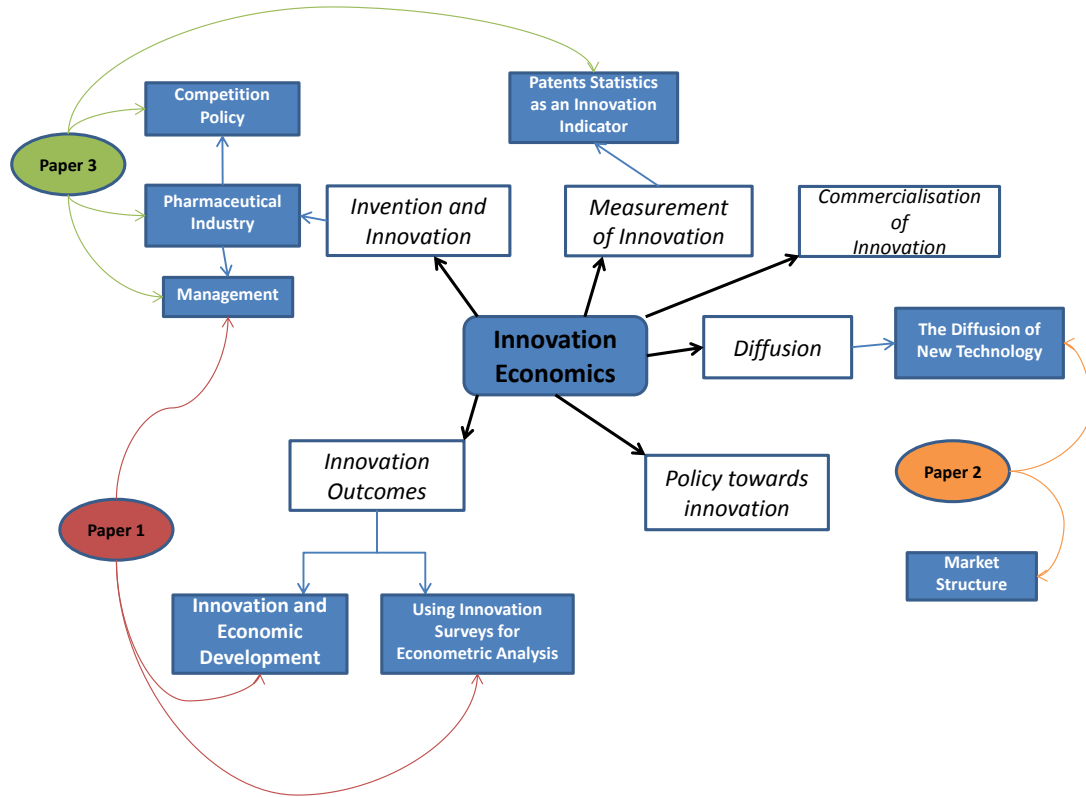 Patents Statistics
as an Innovation
Indicator
Competition
Policy
Paper 3
Pharmaceutical
Industry
Invention and
Innovation
Measurement
of Innovation
Commercialisation
of
Innovation
Management
Innovation
Economics
Diffusion
The Diffusion of
New Technology
Innovation
Outcomes
Policy towards
innovation
Paper 2
Paper 1
Market
Structure
Innovation and
Economic
Development
Using Innovation
Surveys for
Econometric Analysis